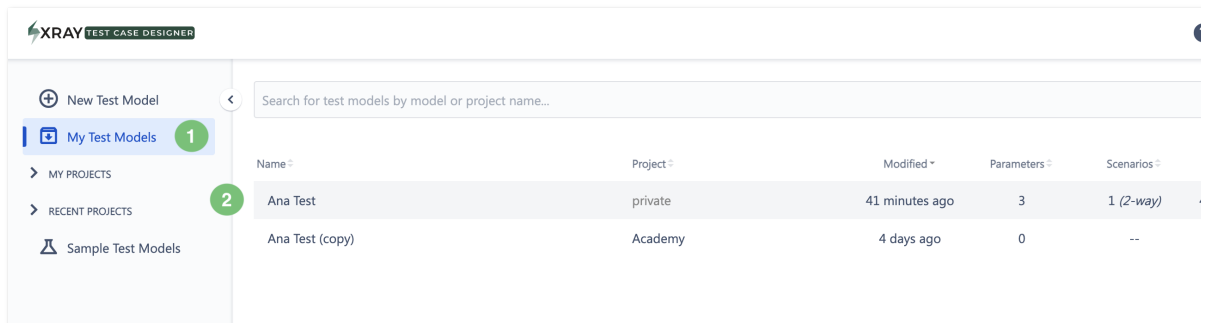 XRAY TEST CASE DESIGNER
New Test Model
Search for test models by model or project name...
My Test Models 1
Name Project Modified Parameters Scenarios
MY PROJECTS
2 Ana Test private 41 minutes ago 3 1 (2-way)
RECENT PROJECTS
Ana Test (copy) Academy 4 days ago 0 --
Sample Test Models